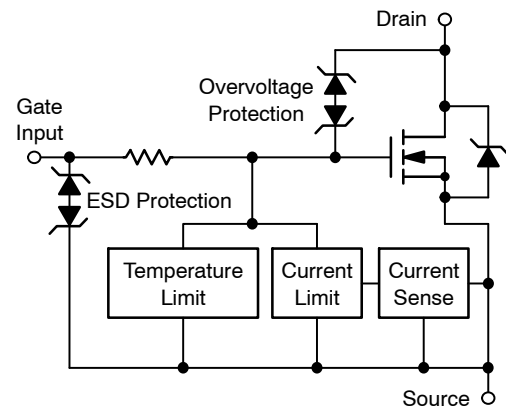 Drain
Overvoltage
Protection
Gate
Input
ESD Protection
Temperature
Limit
Current
Limit
Current
Sense
Source